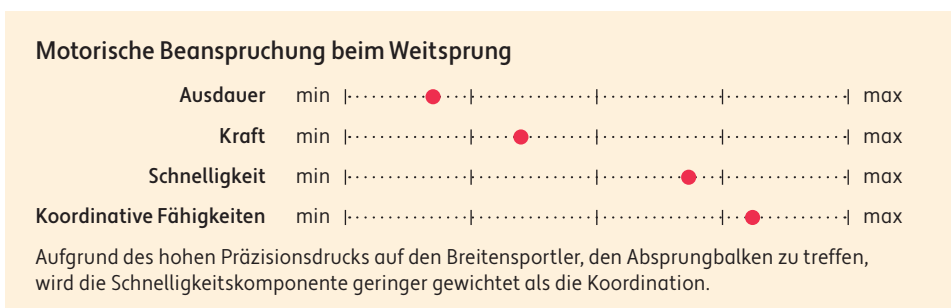 Motorische Beanspruchung beim Weitsprung
Ausdauer min max
Kraft min max
Schnelligkeit min max
Koordinative Fähigkeiten min max
Aufgrund des hohen Präzisionsdrucks auf den Breitensportler, den Absprungbalken zu treffen,
wird die Schnelligkeitskomponente geringer gewichtet als die Koordination.